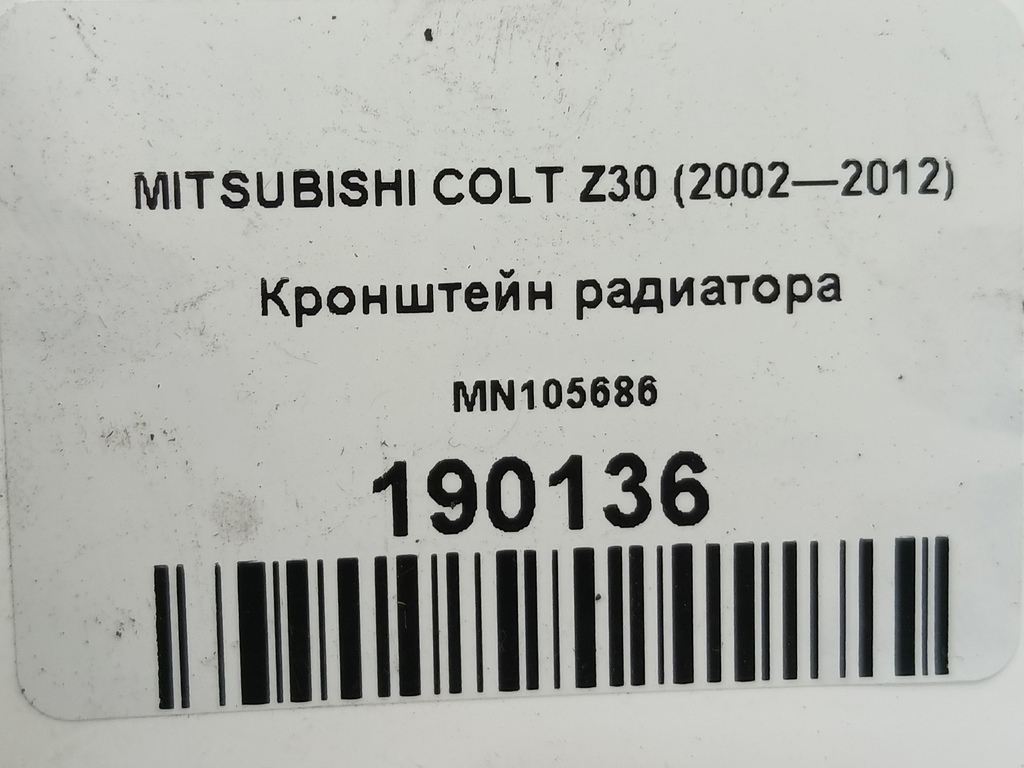 MITSUBISHI COLT Z30 (2002—2012)
Кронштейн радиатора
MN105686
190136